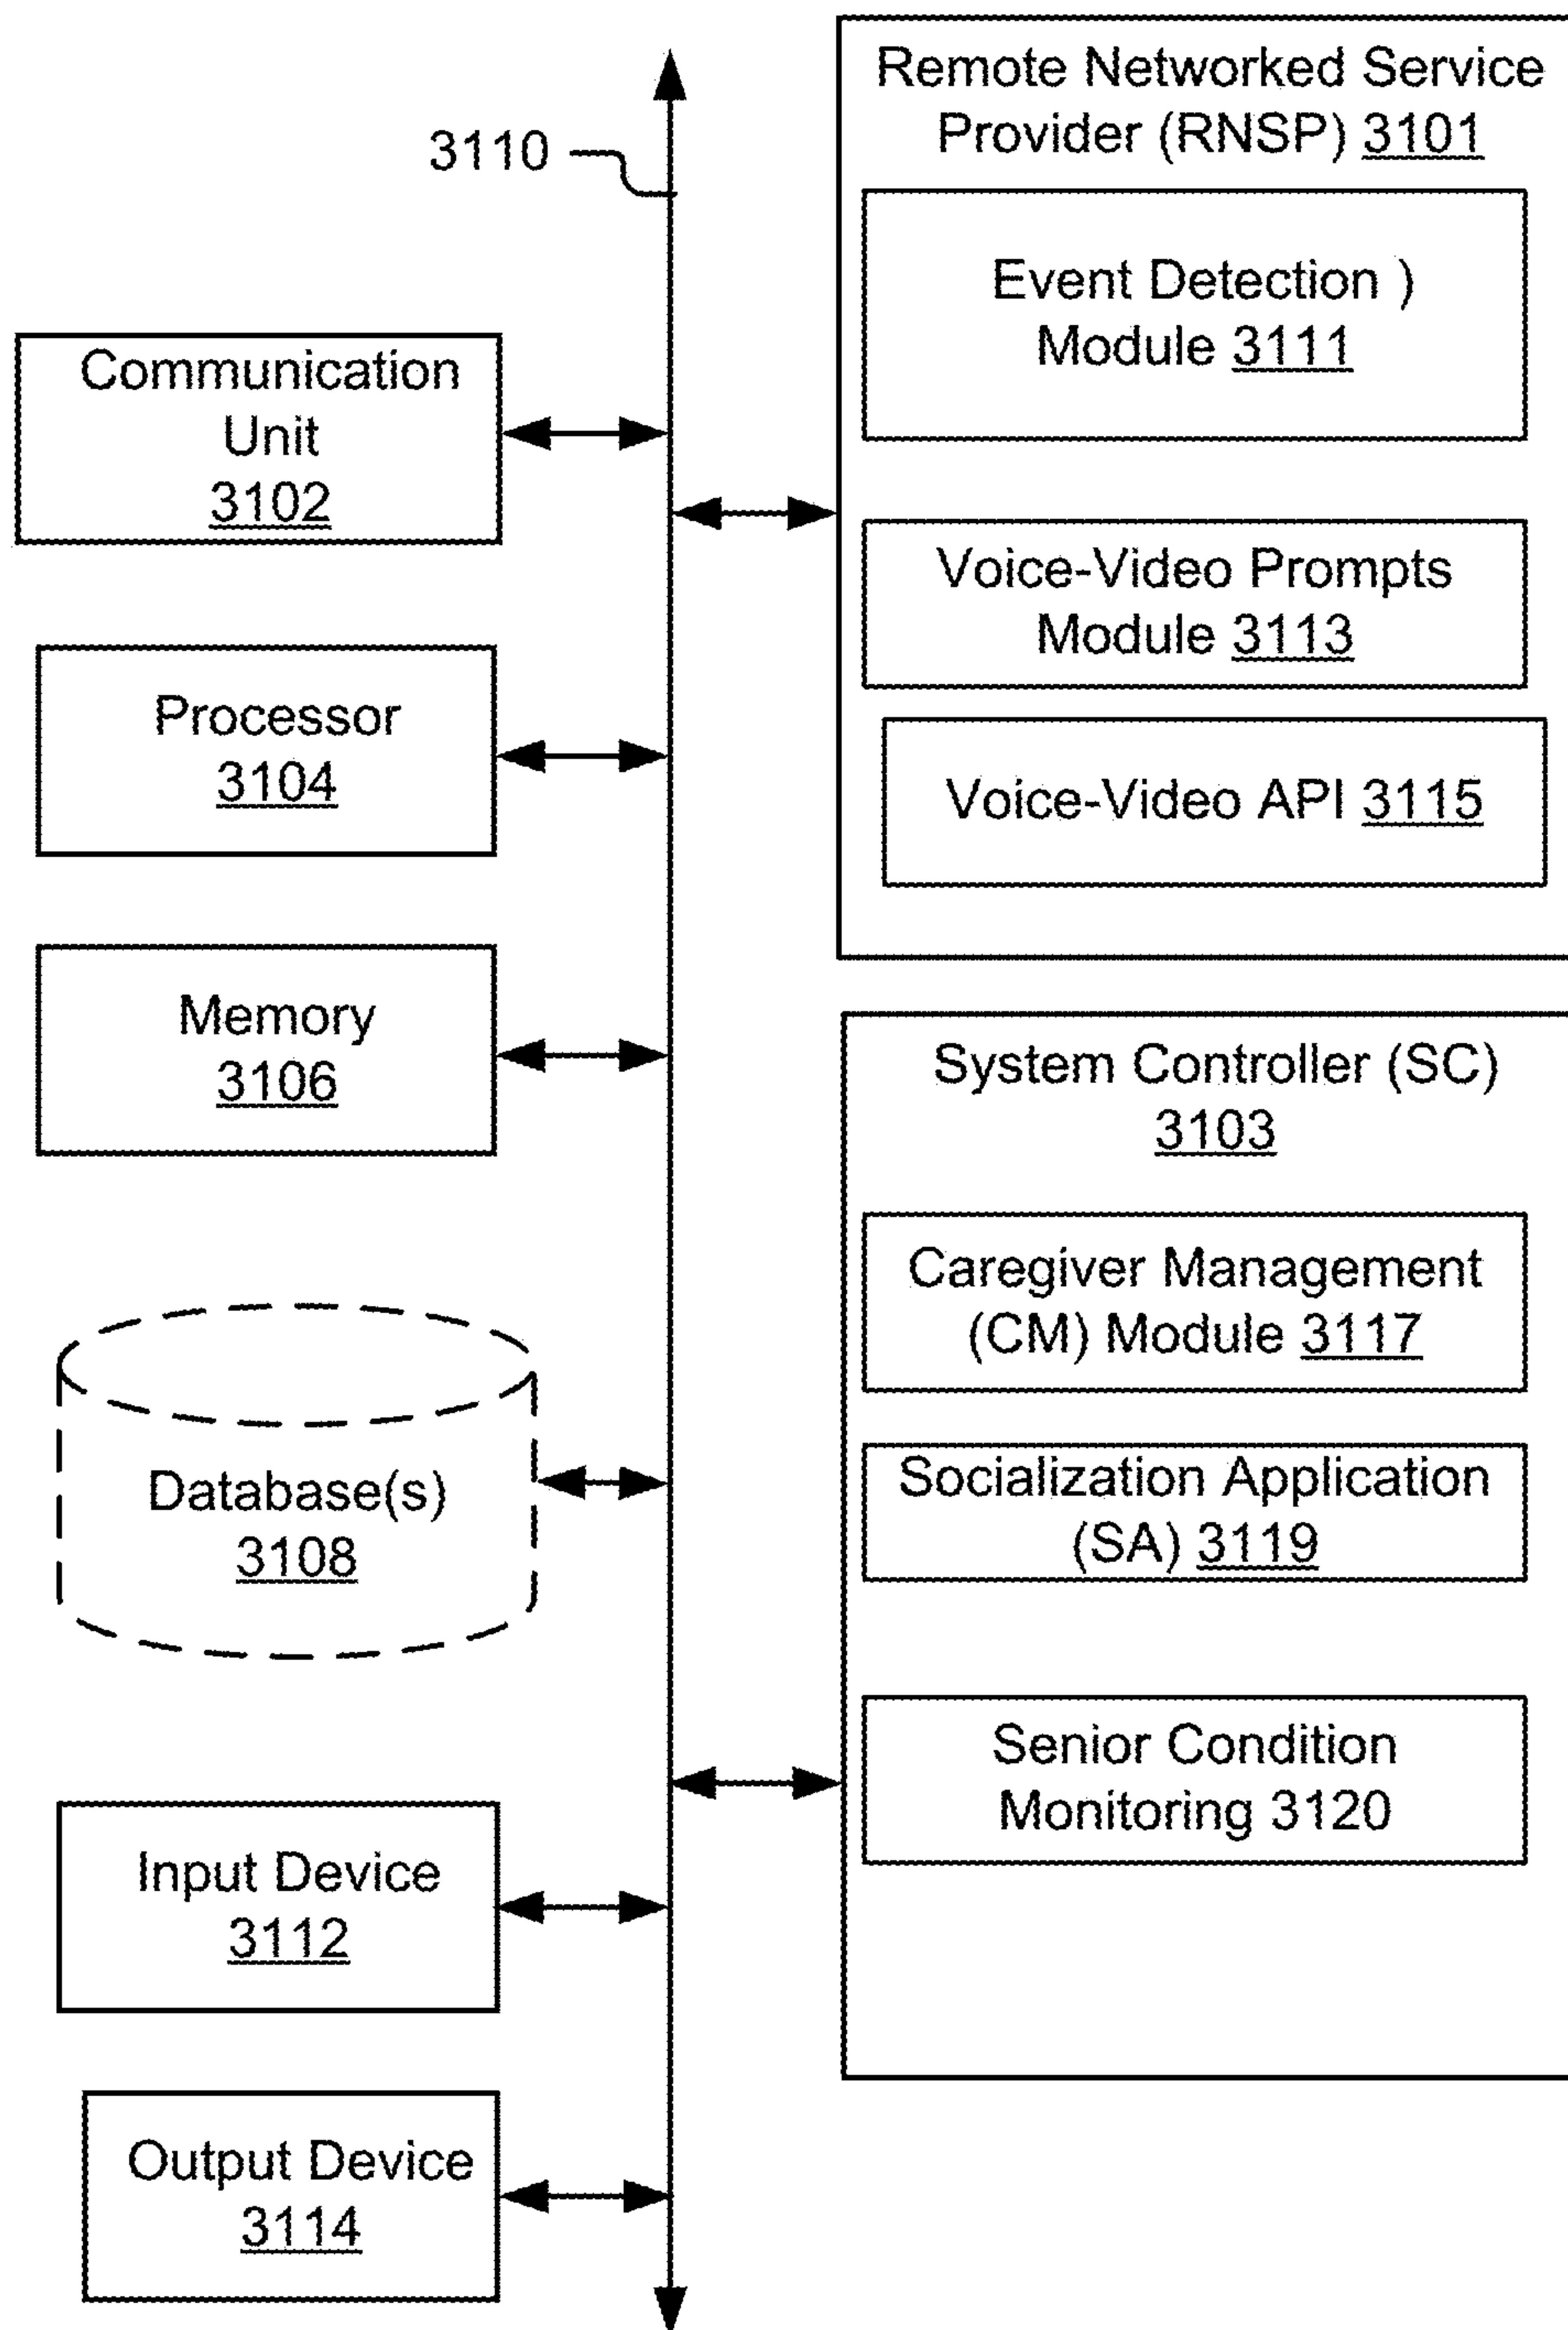 3110
Communication
Unit
3102
Processor
3104
Memory
3106
Database(s)
3108
Input Device
3112
Output Device
3114
Remote Networked Service
Provider (RNSP) 3101
Event Detection )
Module 3111
Voice-Video Prompts
Module 3113
Voice-Video API 3115
System Controller (SC)
3103
Caregiver Management
(CM) Module 3117
Socialization Application
(SA) 3119
Senior Condition
Monitoring 3120